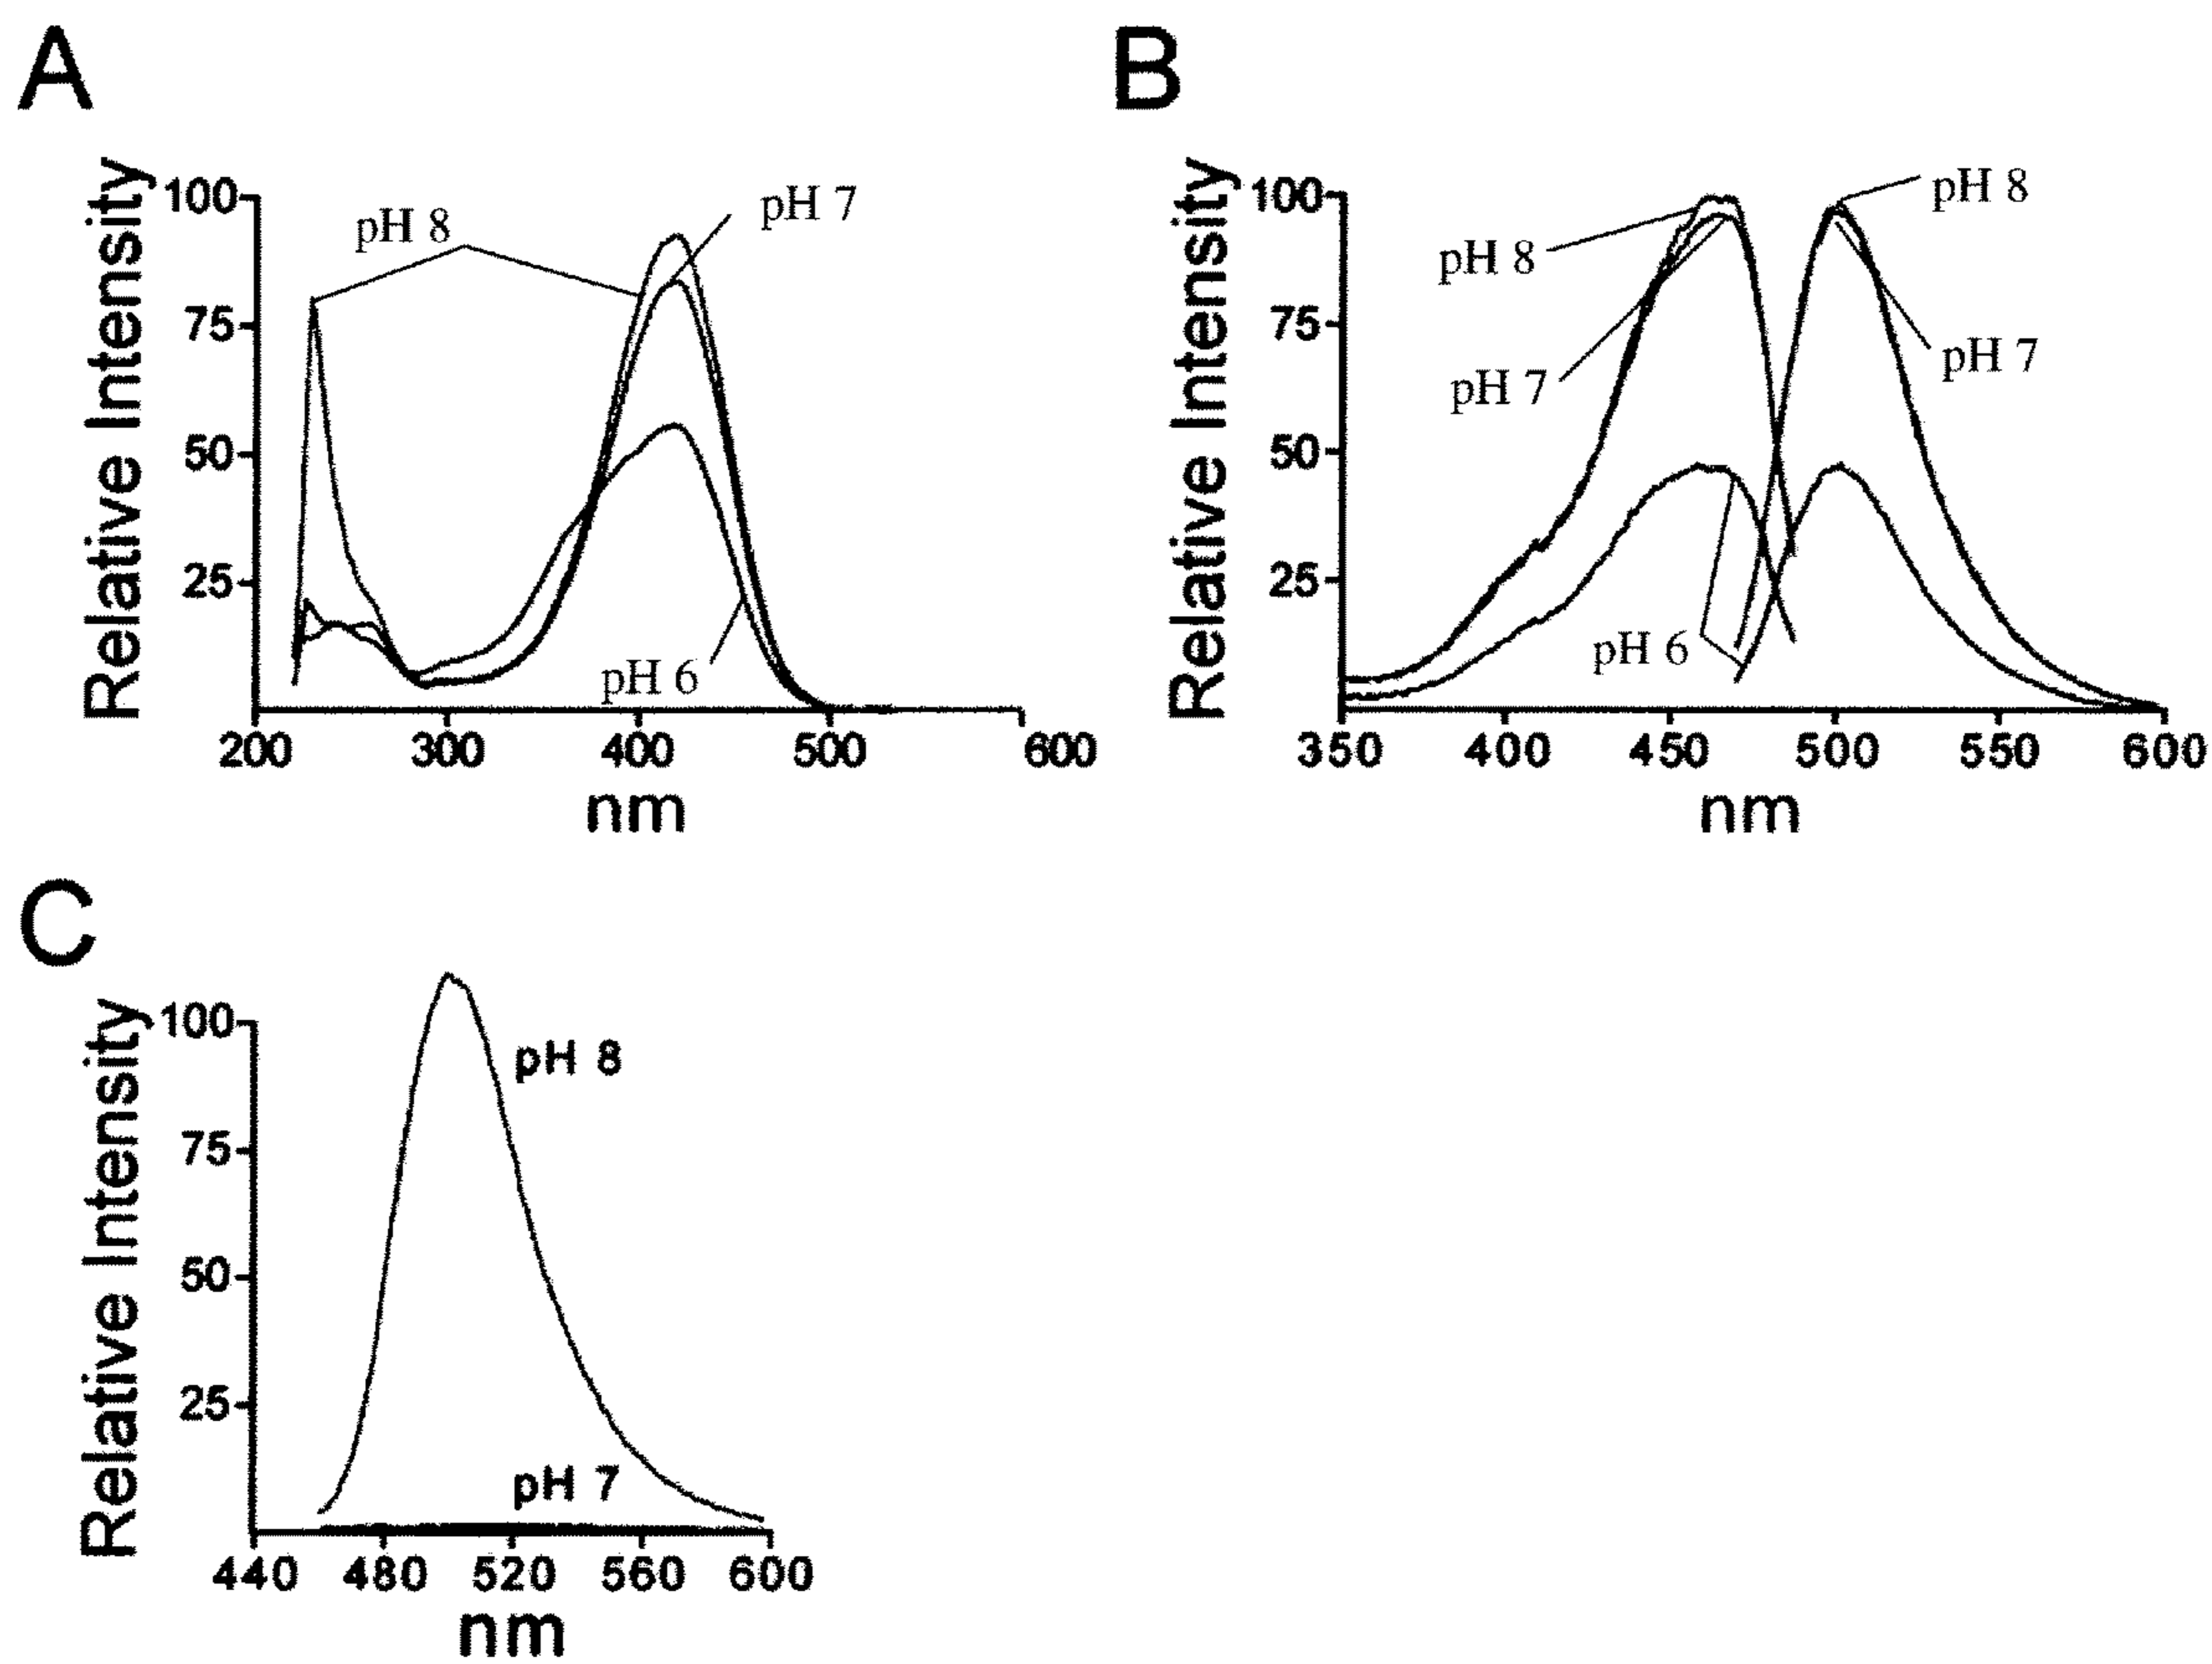 A
Relative Intensity
100
75
50
25
pH 8
pH 7
pH 6
200 300 400 500 600
nm
B
Relative Intensity
100
75
50
25
pH 8
pH 8
pH 7
pH 7
pH 6
350 400 450 500 550 600
nm
C
Relative Intensity
100
75
50
25
pH 8
pH 7
440 480 520 560 600
nm